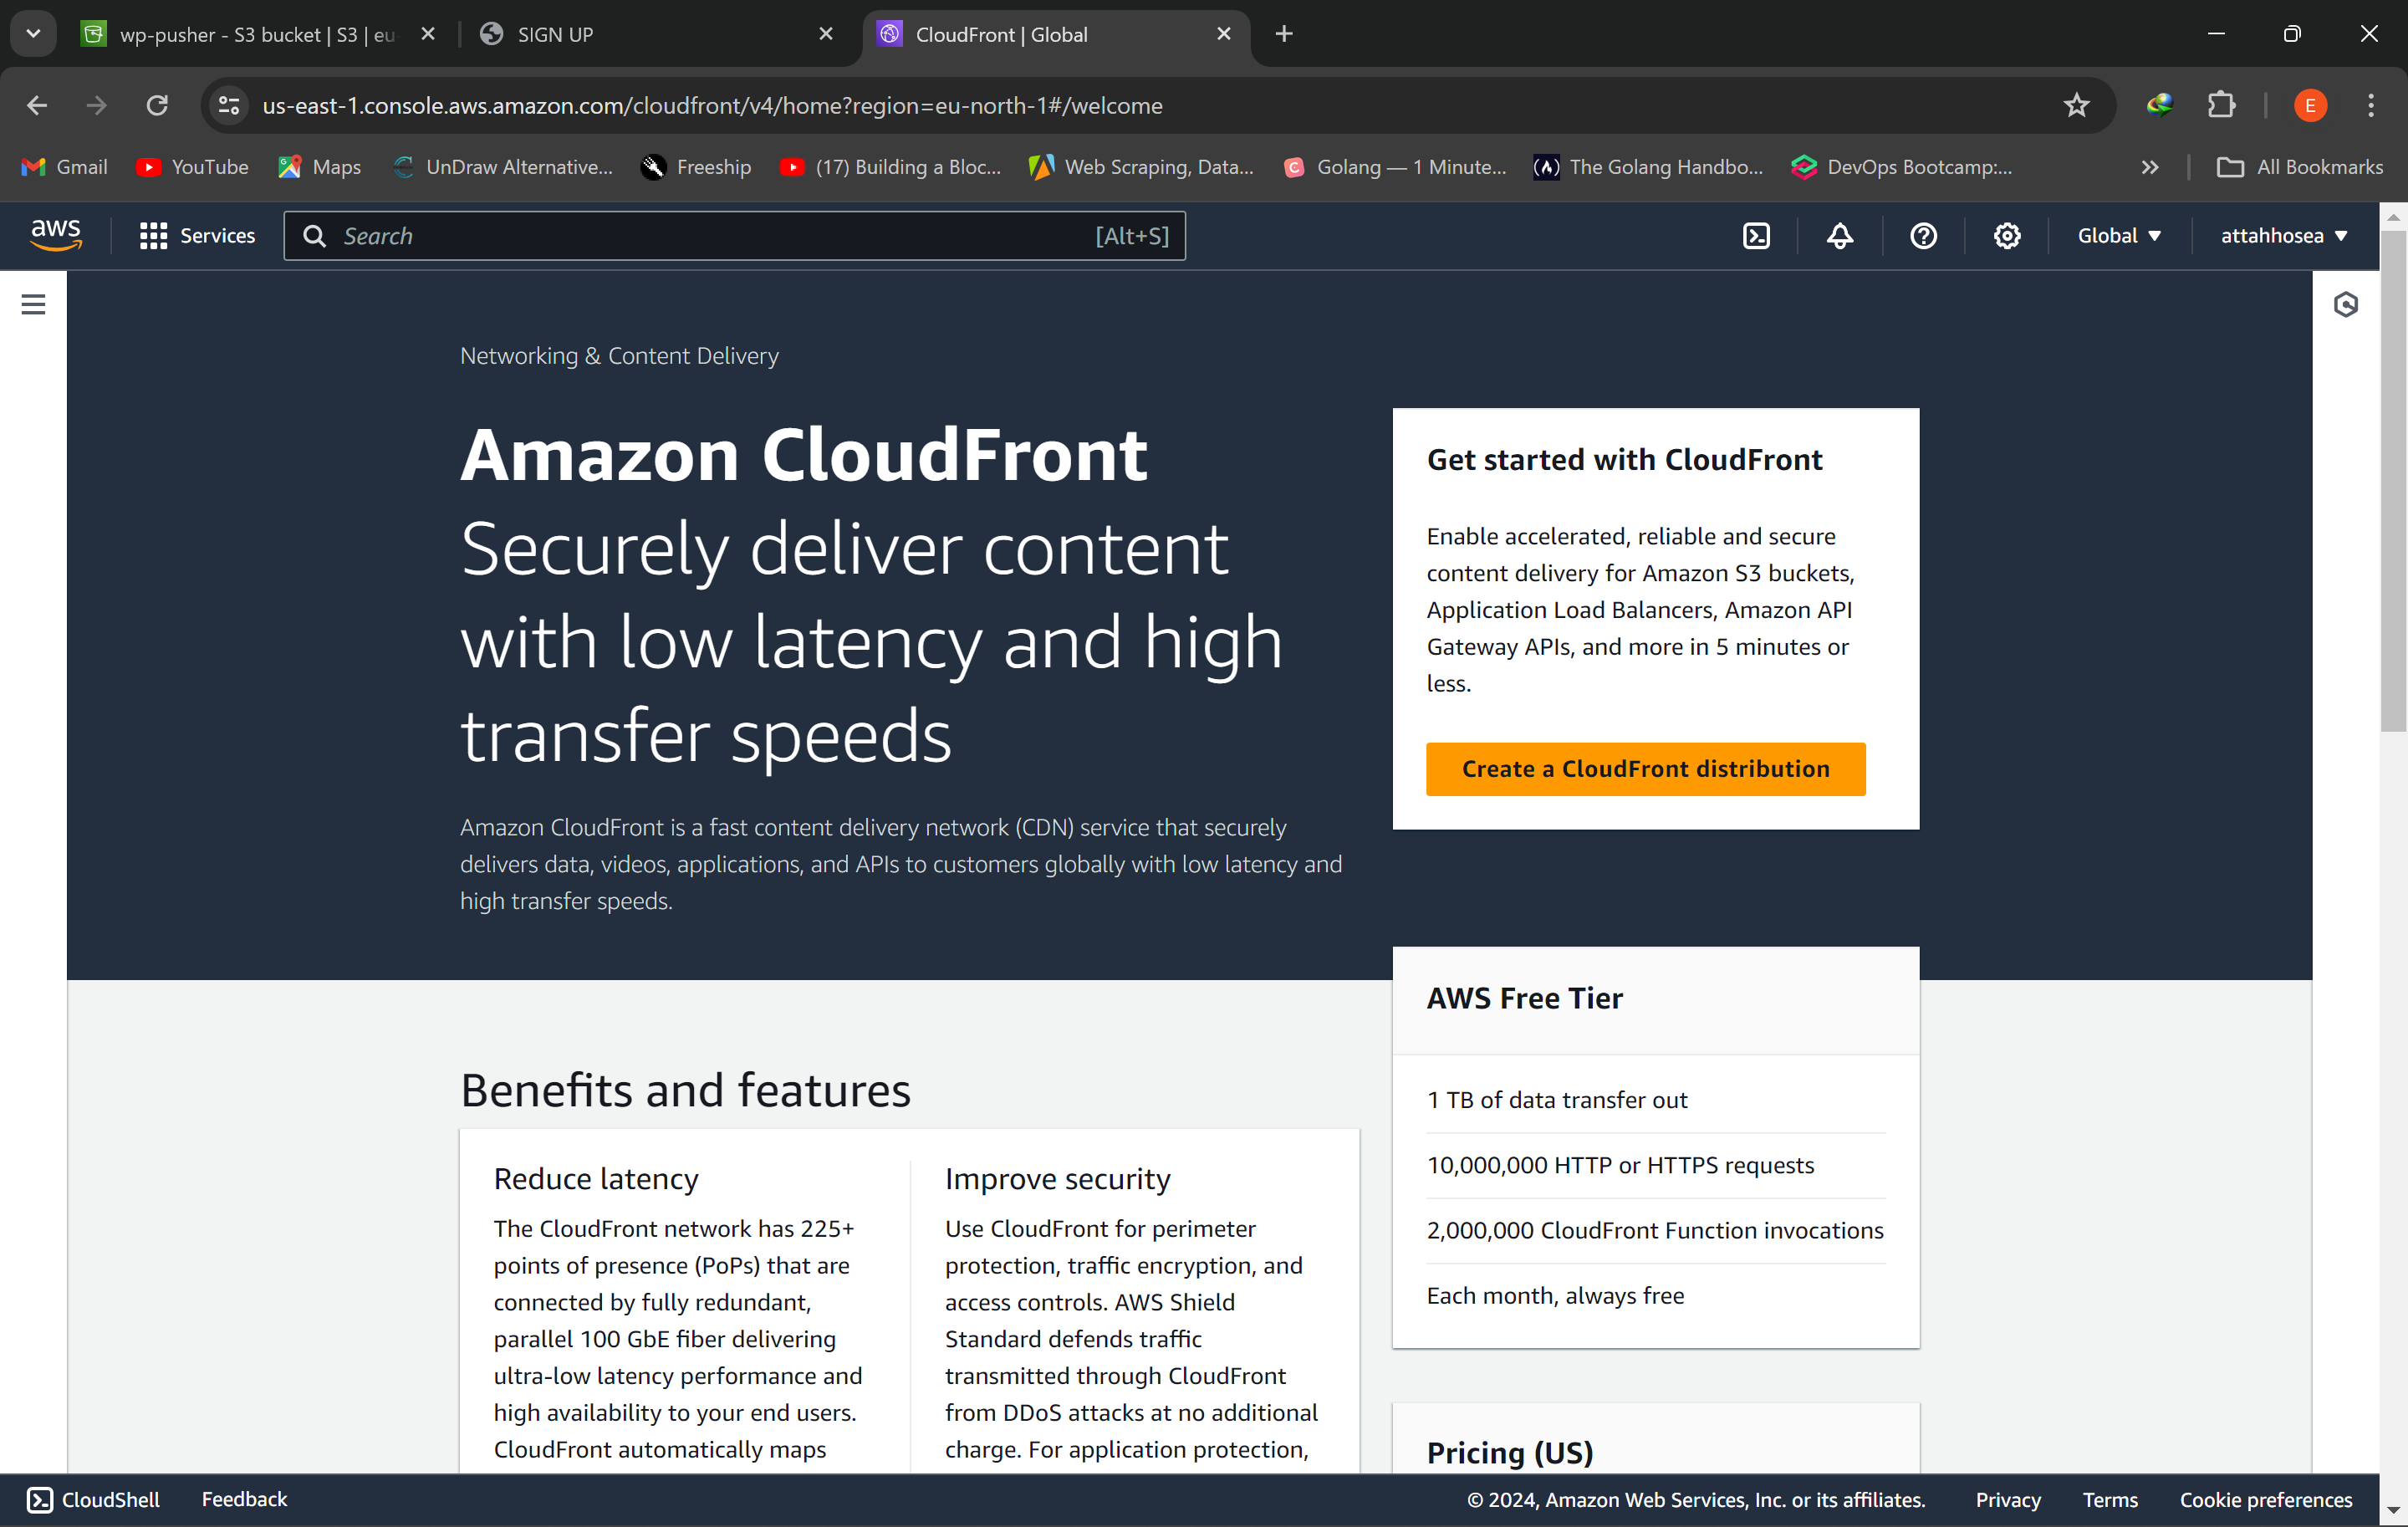 wp-pusher - S3 bucket | S3 | eu-
SIGN UP
CloudFront | Global
us-east-1.console.aws.amazon.com/cloudfront/v4/home?region=eu-north-1#/welcome
E
Gmail
YouTube
Maps
UnDraw Alternative...
Freeship
(17) Building a Bloc...
Web Scraping, Data...
Golang — 1 Minute...
The Golang Handbo...
DevOps Bootcamp:...
All Bookmarks
aws
Services
Search
[Alt+S]
Global
attahhosea
Networking & Content Delivery
Amazon CloudFront
Securely deliver content
with low latency and high
transfer speeds
Amazon CloudFront is a fast content delivery network (CDN) service that securely
delivers data, videos, applications, and APIs to customers globally with low latency and
high transfer speeds.
Get started with CloudFront
Enable accelerated, reliable and secure
content delivery for Amazon S3 buckets,
Application Load Balancers, Amazon API
Gateway APIs, and more in 5 minutes or
less.
Create a CloudFront distribution
AWS Free Tier
1 TB of data transfer out
10,000,000 HTTP or HTTPS requests
2,000,000 CloudFront Function invocations
Each month, always free
Benefits and features
Reduce latency
The CloudFront network has 225+
points of presence (PoPs) that are
connected by fully redundant,
parallel 100 GbE fiber delivering
ultra-low latency performance and
high availability to your end users.
CloudFront automatically maps
Improve security
Use CloudFront for perimeter
protection, traffic encryption, and
access controls. AWS Shield
Standard defends traffic
transmitted through CloudFront
from DDoS attacks at no additional
charge. For application protection,
Pricing (US)
CloudShell
Feedback
© 2024, Amazon Web Services, Inc. or its affiliates.
Privacy
Terms
Cookie preferences